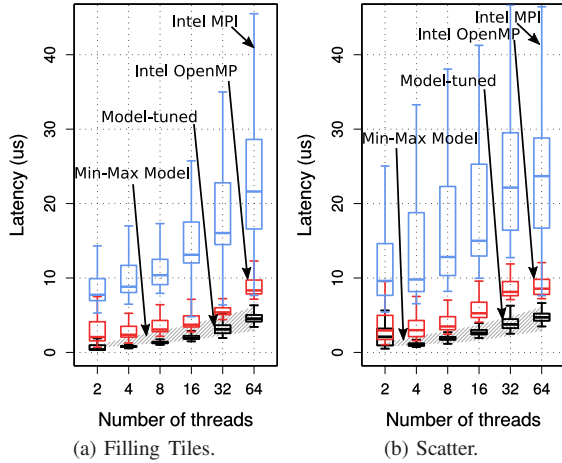 Intel MPI
Intel OpenMP
Model-tuned
Min-Max Model
Latency (us)
0
10
20
30
40
2
4
8
16
32
64
Number of threads
(a) Filling Tiles.
Intel MPI
Intel OpenMP
Model-tuned
Min-Max Model
Latency (us)
0
10
20
30
40
2
4
8
16
32
64
Number of threads
(b) Scatter.